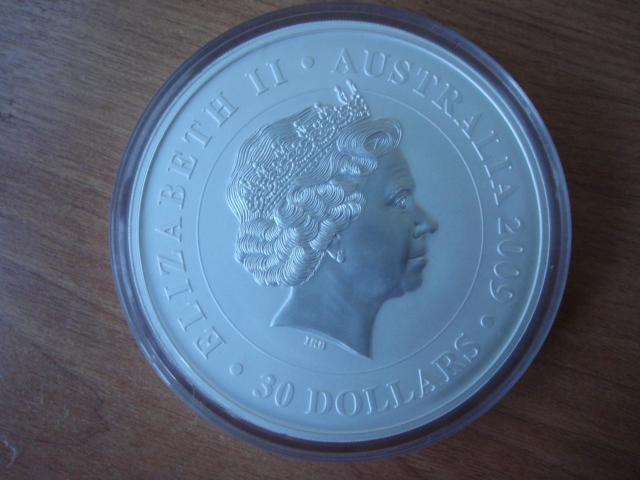 ELIZABETH II • AUSTRALIA 2009 • 30 DOLLARS •
IRB